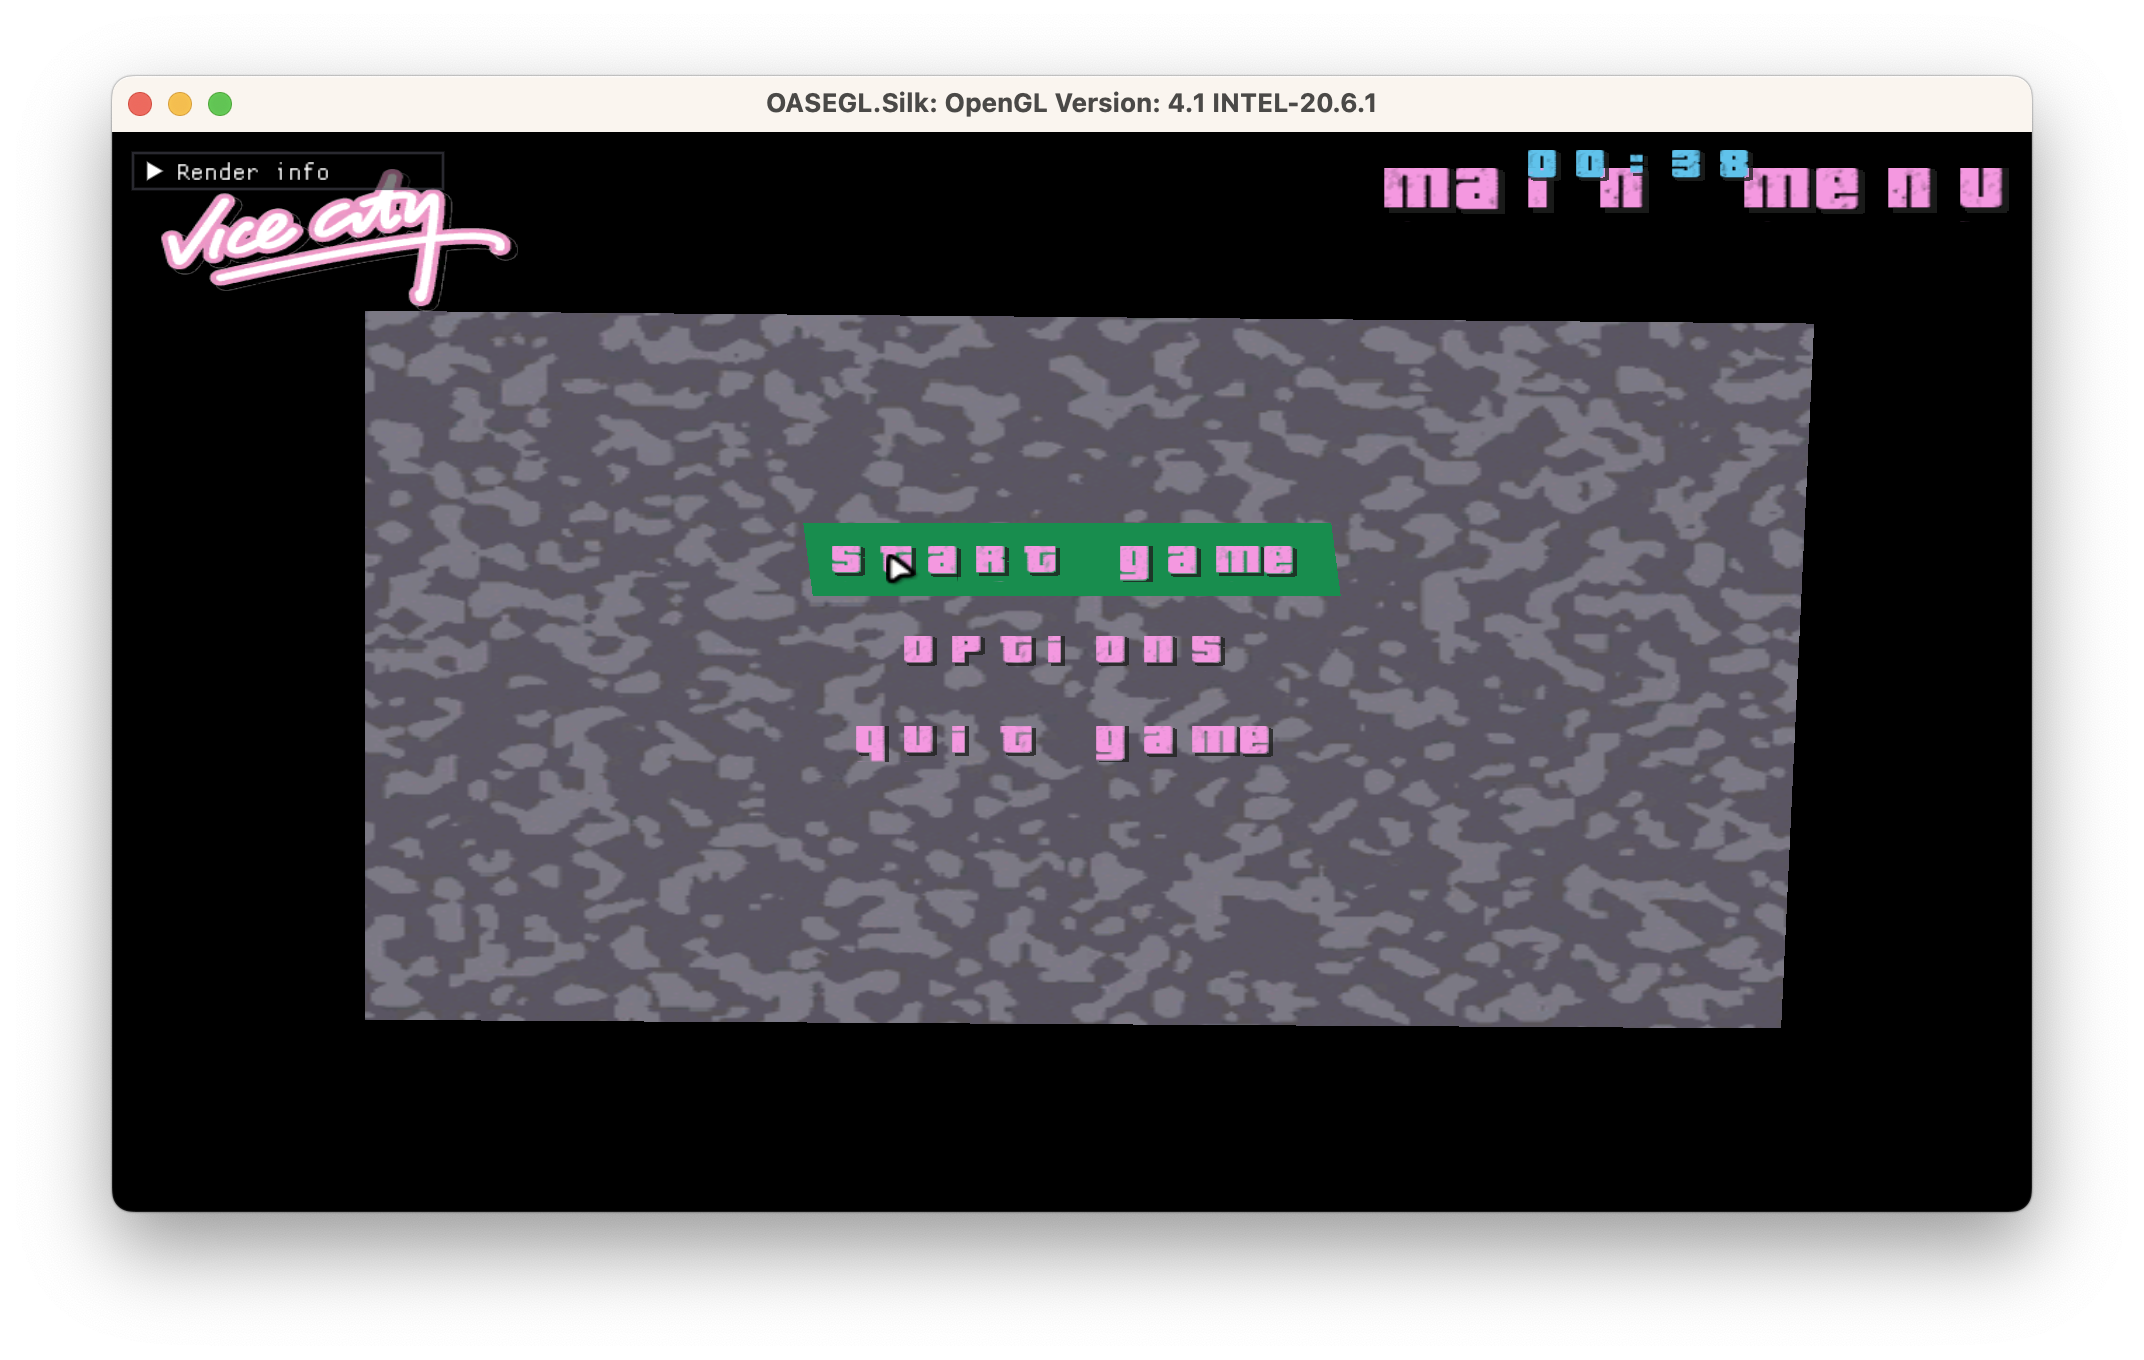 OASEGL.Silk: OpenGL Version: 4.1 INTEL-20.6.1
Render info
00:38
main menu
vice city
start game
options
quit game